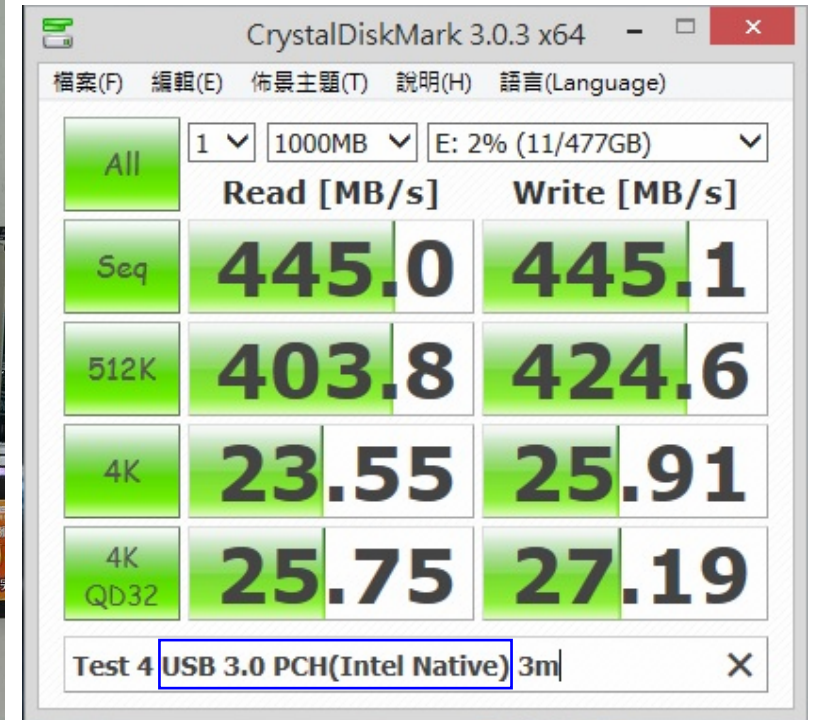 CrystalDiskMark 3.0.3 x64
檔案(F) 編輯(E) 佈景主題(T) 說明(H) 語言(Language)
All 1 1000MB E: 2% (11/477GB)
Read [MB/s] Write [MB/s]
Seq 445.0 445.1
512K 403.8 424.6
4K 23.55 25.91
4K QD32 25.75 27.19
Test 4 USB 3.0 PCH(Intel Native) 3m